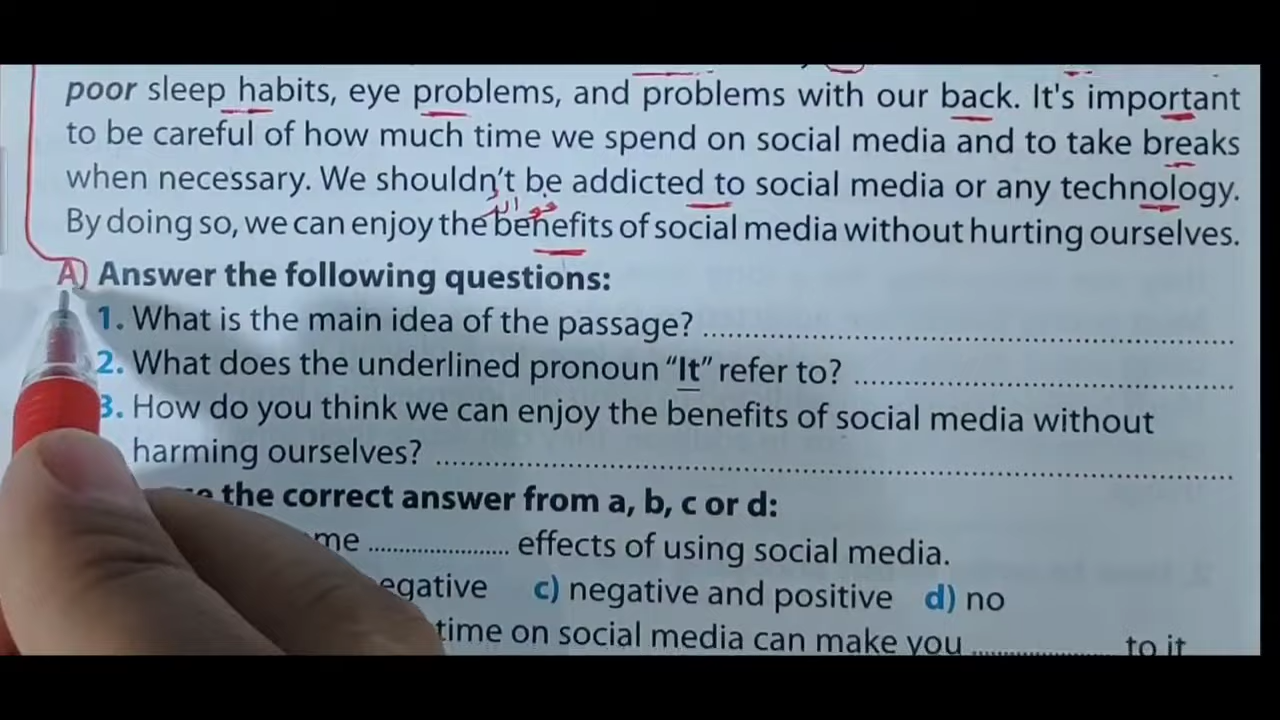 poor sleep habits, eye problems, and problems with our back. It's important
to be careful of how much time we spend on social media and to take breaks
when necessary. We shouldn't be addicted to social media or any technology.
فوائد
By doing so, we can enjoy the benefits of social media without hurting ourselves.
A) Answer the following questions:
1. What is the main idea of the passage? ........................................
2. What does the underlined pronoun “It” refer to? ........................................
3. How do you think we can enjoy the benefits of social media without
harming ourselves? ........................................
the correct answer from a, b, c or d:
........................ effects of using social media.
c) negative and positive d) no
time on social media can make you ........................ to it